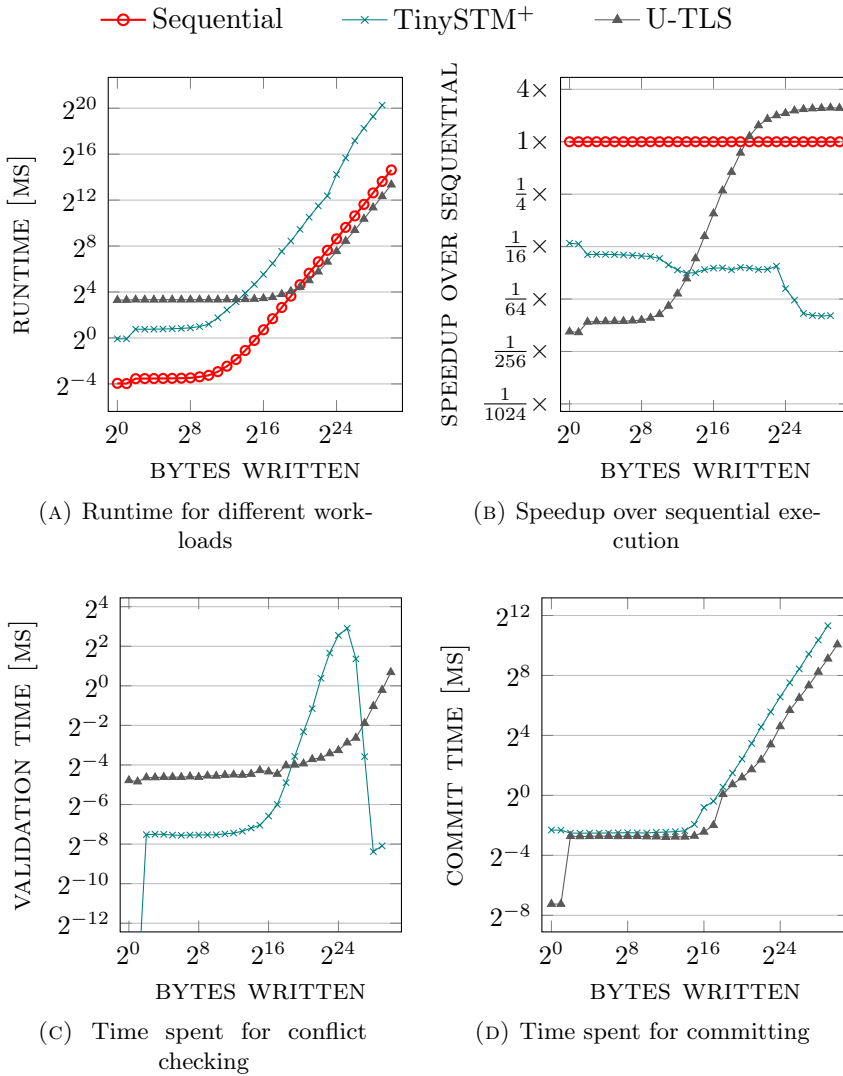 Sequential TinySTM+ U-TLS
RUNTIME [MS]
2^20
2^16
2^12
2^8
2^4
2^0
2^−4
2^0 2^8 2^16 2^24
BYTES WRITTEN
(A) Runtime for different work-
loads
SPEEDUP OVER SEQUENTIAL
4×
1×
1/4×
1/16×
1/64×
1/256×
1/1024×
2^0 2^8 2^16 2^24
BYTES WRITTEN
(B) Speedup over sequential exe-
cution
VALIDATION TIME [MS]
2^4
2^2
2^0
2^−2
2^−4
2^−6
2^−8
2^−10
2^−12
2^0 2^8 2^16 2^24
BYTES WRITTEN
(C) Time spent for conflict
checking
COMMIT TIME [MS]
2^12
2^8
2^4
2^0
2^−4
2^−8
2^0 2^8 2^16 2^24
BYTES WRITTEN
(D) Time spent for committing